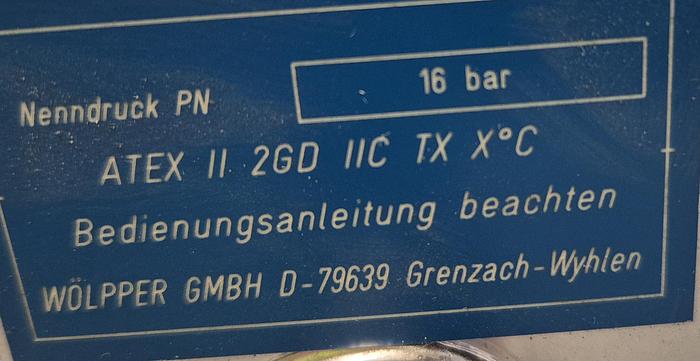 Nenndruck PN 16 bar
ATEX II 2GD IIC TX X°C
Bedienungsanleitung beachten
WÖLPPER GMBH D-79639 Grenzach-Wyhlen